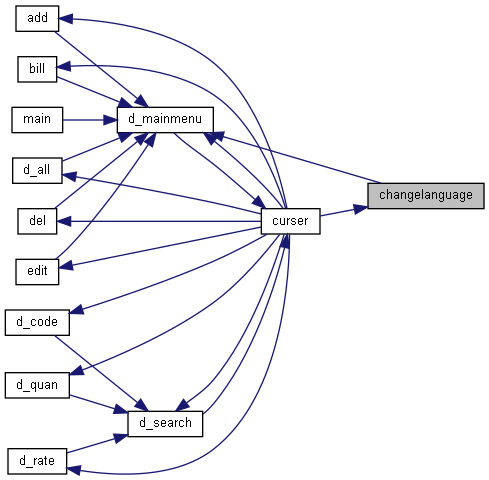 add
bill
main
d_mainmenu
d_all
changelanguage
del
curser
edit
d_code
d_quan
d_search
d_rate